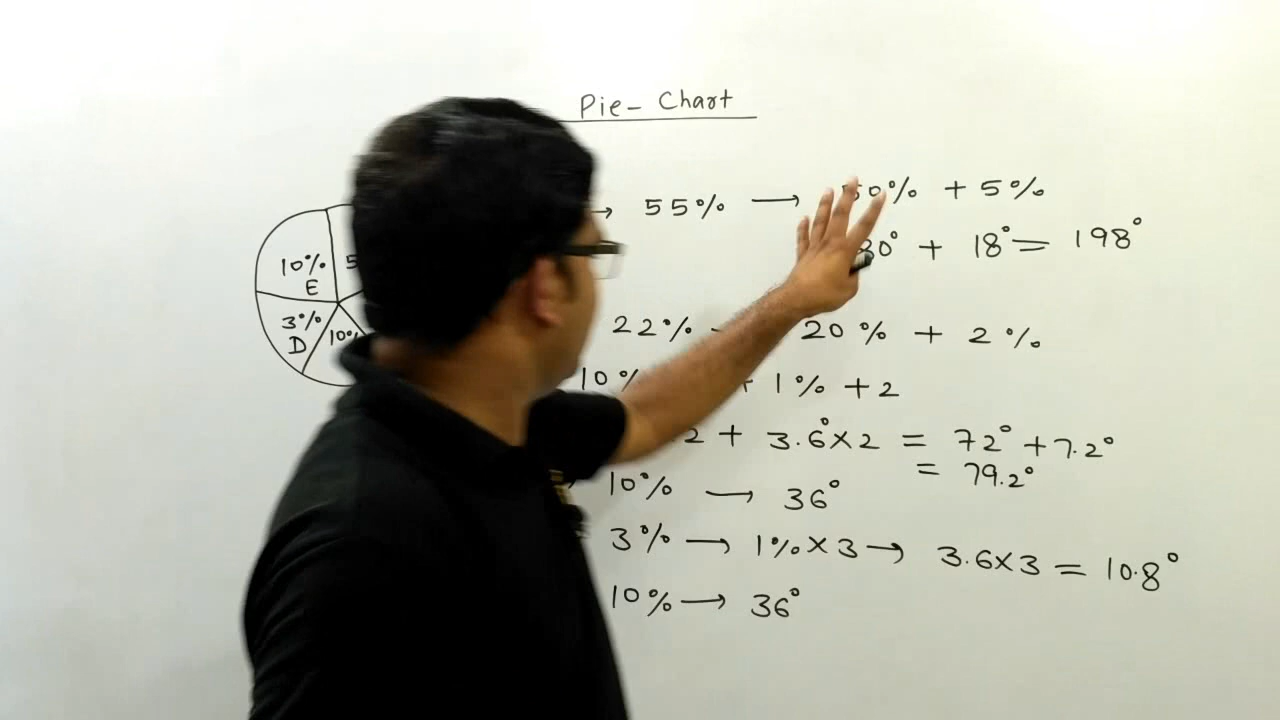 Pie- Chart
→ 55% → 50% + 5%
+ 18° = 198°
10% 5
E
22% 20% + 2%
3%
D
10%
10% + 1% + 2
2 + 3.6° × 2 = 72° + 7.2°
= 79.2°
10% → 36°
3% → 1% × 3 → 3.6 × 3 = 10.8°
10% → 36°